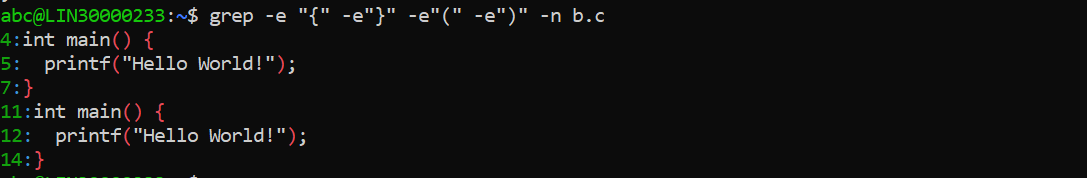 abc@LIN30000233:~$ grep -e "{" -e"}" -e"(" -e")" -n b.c
4:int main() {
5:  printf("Hello World!");
7:}
11:int main() {
12:  printf("Hello World!");
14:}